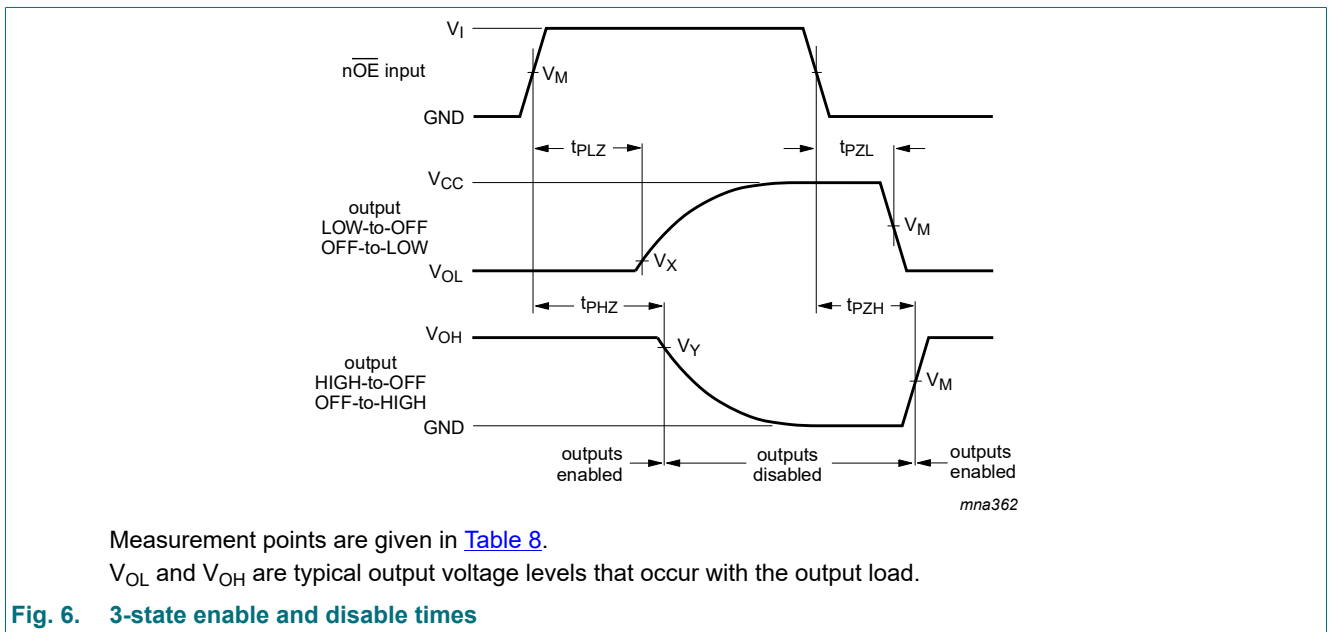 V_I
nOE input
V_M
GND
t_PLZ
t_PZL
V_CC
output
LOW-to-OFF
OFF-to-LOW
V_M
V_X
V_OL
t_PHZ
t_PZH
V_OH
V_Y
output
HIGH-to-OFF
OFF-to-HIGH
V_M
GND
outputs
enabled
outputs
disabled
outputs
enabled
mna362
Measurement points are given in Table 8.
V_OL and V_OH are typical output voltage levels that occur with the output load.
Fig. 6. 3-state enable and disable times